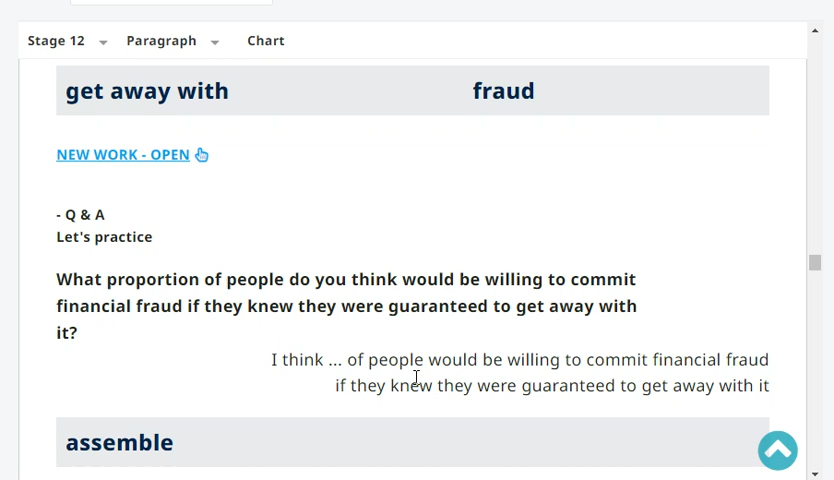 Stage 12 Paragraph Chart
get away with fraud
NEW WORK - OPEN
- Q & A
Let's practice
What proportion of people do you think would be willing to commit
financial fraud if they knew they were guaranteed to get away with
it?
I think ... of people would be willing to commit financial fraud
if they knew they were guaranteed to get away with it
assemble